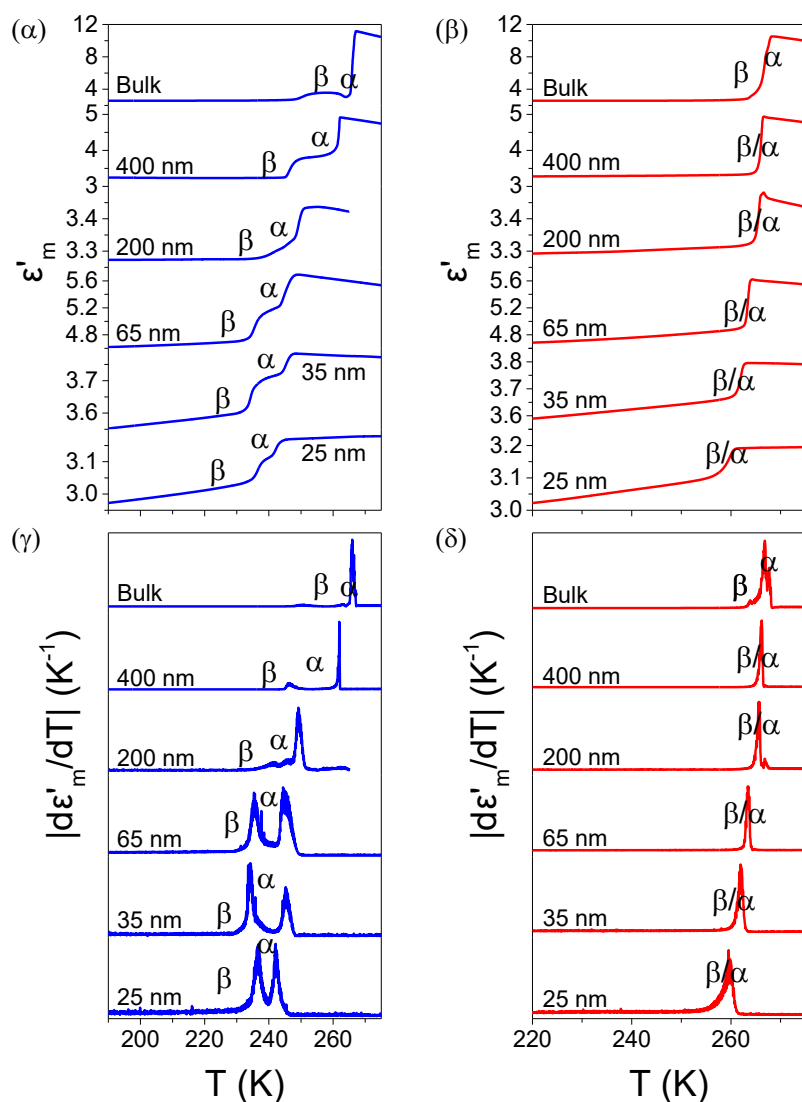 (α)
12
8
4
5
4
3
3.4
3.3
5.6
5.2
4.8
3.7
3.6
3.1
3.0
ε'm
Bulk
β
α
400 nm
β
α
200 nm
β
α
65 nm
β
α
35 nm
β
α
25 nm
β
α
(β)
12
8
4
5
4
3
3.4
3.3
5.6
5.2
4.8
3.8
3.7
3.6
3.2
3.1
3.0
ε'm
Bulk
β
α
400 nm
β/α
200 nm
β/α
65 nm
β/α
35 nm
β/α
25 nm
β/α
(γ)
|dε'm/dT| (K-1)
Bulk
β
α
400 nm
β
α
200 nm
β
α
65 nm
β
α
35 nm
β
α
25 nm
β
α
200
220
240
260
T (K)
(δ)
|dε'm/dT| (K-1)
Bulk
β
α
400 nm
β/α
200 nm
β/α
65 nm
β/α
35 nm
β/α
25 nm
β/α
220
240
260
T (K)